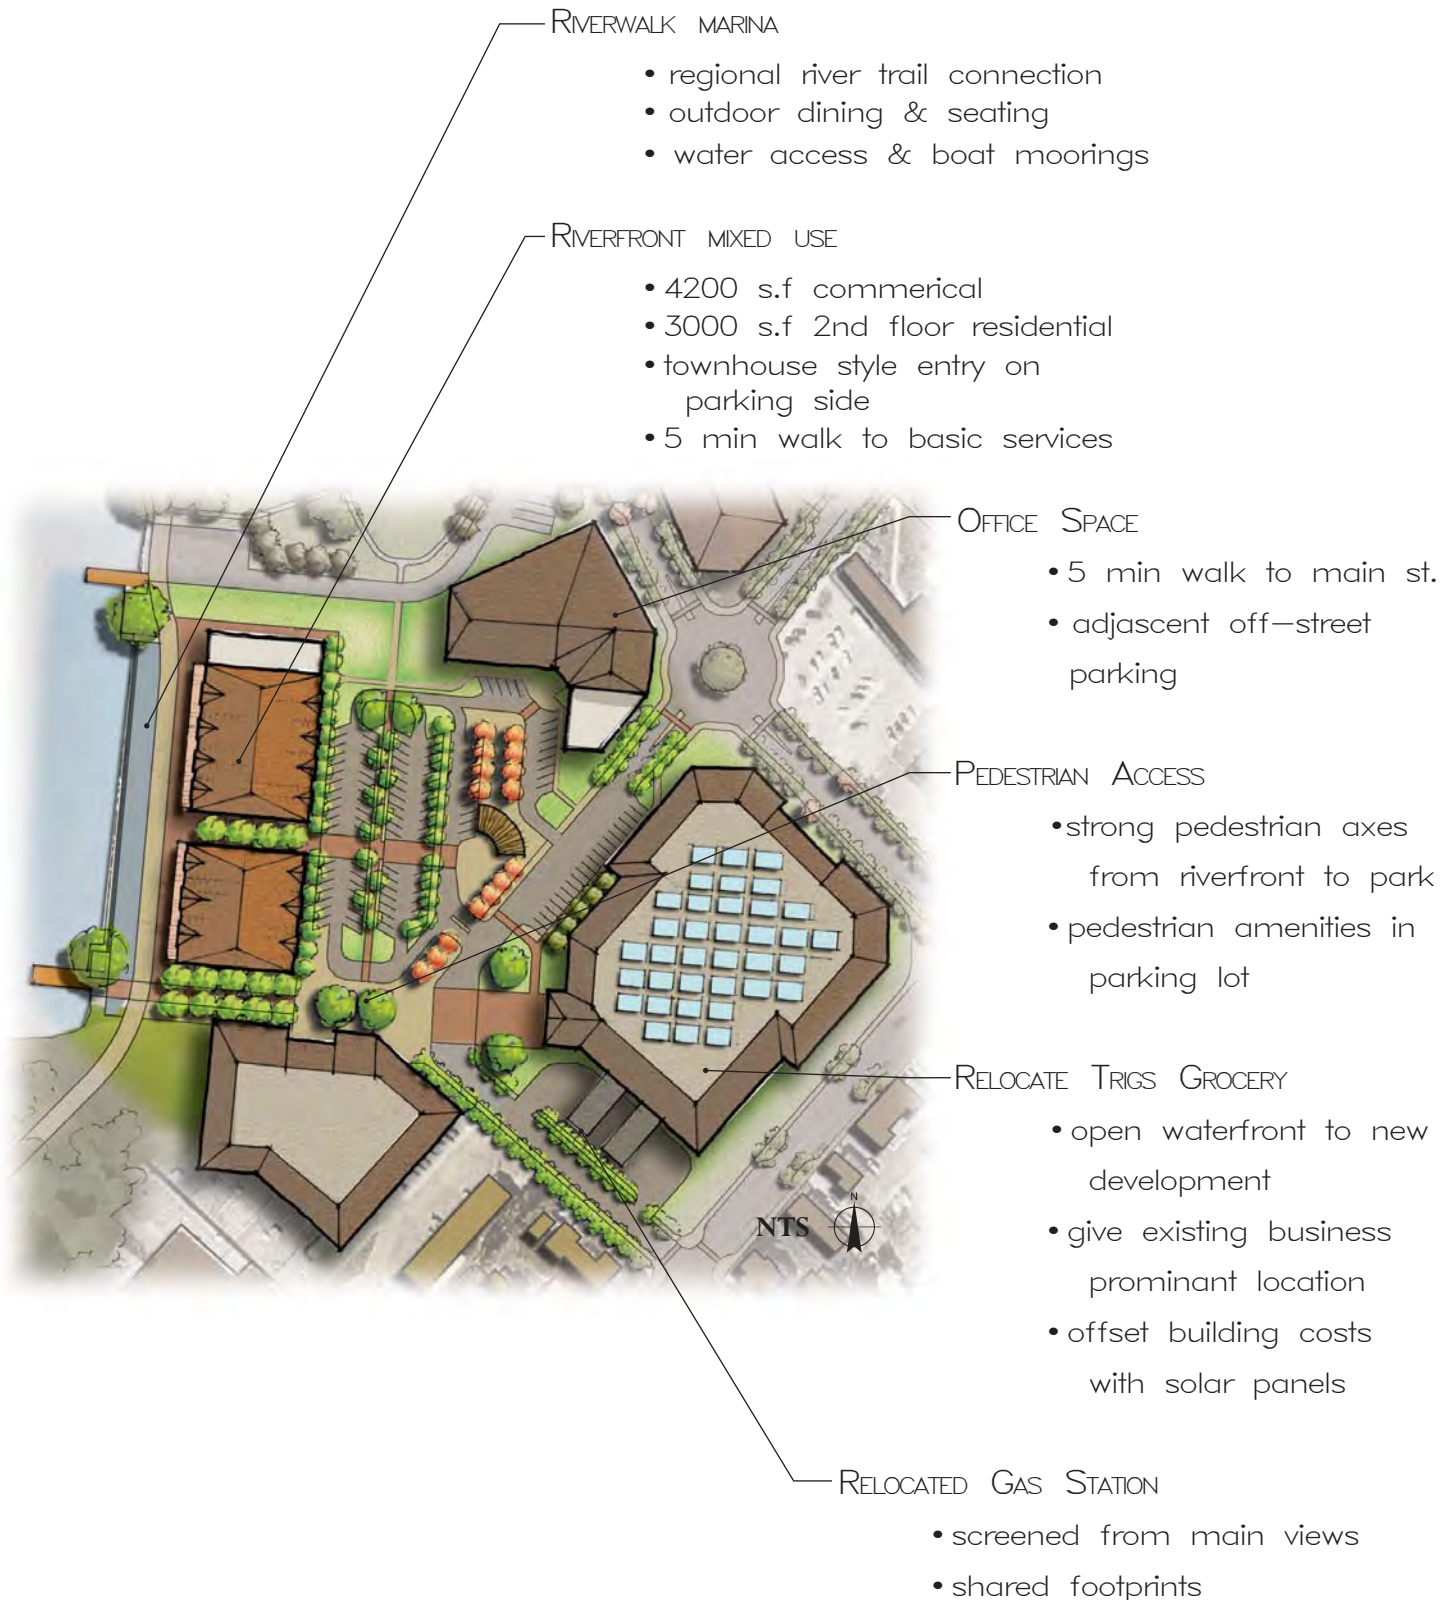 Riverwalk marina
• regional river trail connection
• outdoor dining & seating
• water access & boat moorings
Riverfront mixed use
• 4200 s.f commerical
• 3000 s.f 2nd floor residential
• townhouse style entry on
parking side
• 5 min walk to basic services
Office Space
• 5 min walk to main st.
• adjascent off-street
parking
Pedestrian Access
• strong pedestrian axes
from riverfront to park
• pedestrian amenities in
parking lot
Relocate Trigs Grocery
• open waterfront to new
development
• give existing business
prominant location
• offset building costs
with solar panels
N
NTS
Relocated Gas Station
• screened from main views
• shared footprints